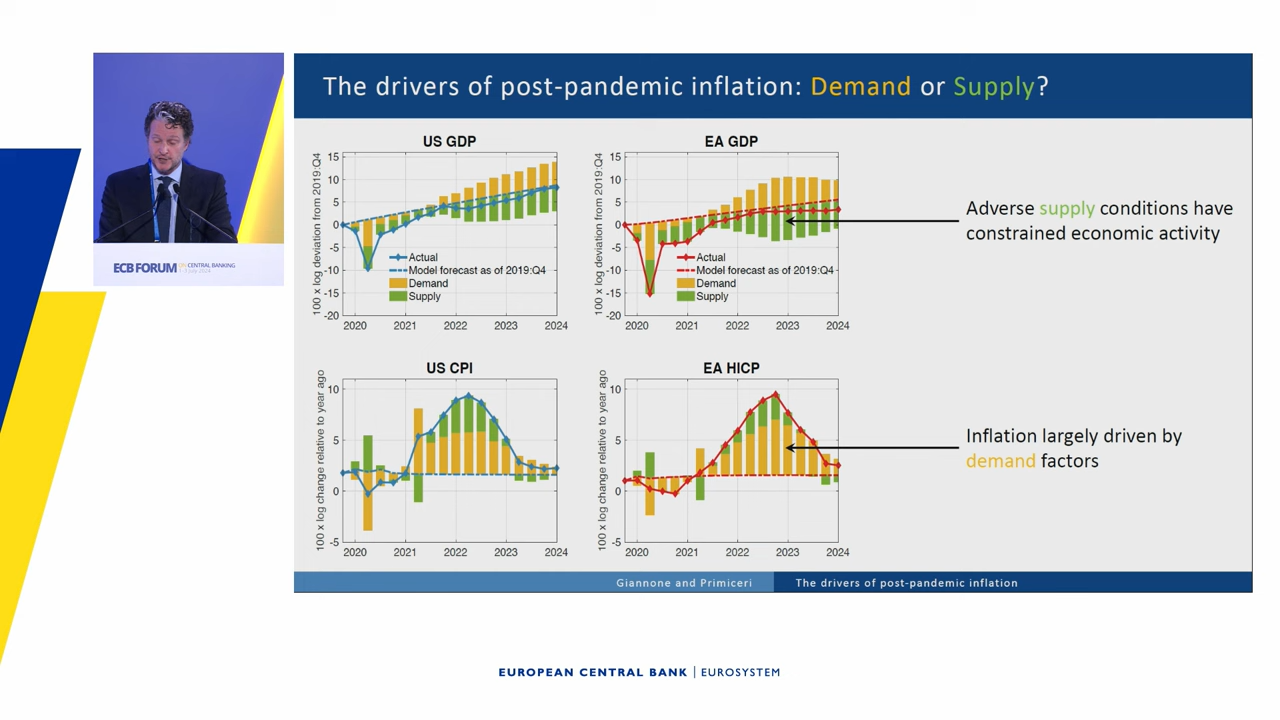 The drivers of post-pandemic inflation: Demand or Supply?
US GDP
100 x log deviation from 2019:Q4
15
10
5
0
-5
-10
-15
-20
Actual
Model forecast as of 2019:Q4
Demand
Supply
2020 2021 2022 2023 2024
EA GDP
100 x log deviation from 2019:Q4
15
10
5
0
-5
-10
-15
-20
Actual
Model forecast as of 2019:Q4
Demand
Supply
2020 2021 2022 2023 2024
Adverse supply conditions have
constrained economic activity
US CPI
100 x log change relative to year ago
10
5
0
-5
2020 2021 2022 2023 2024
EA HICP
100 x log change relative to year ago
10
5
0
-5
2020 2021 2022 2023 2024
Inflation largely driven by
demand factors
Giannone and Primiceri
The drivers of post-pandemic inflation
ECB FORUM ON CENTRAL BANKING
July 2024
EUROPEAN CENTRAL BANK | EUROSYSTEM